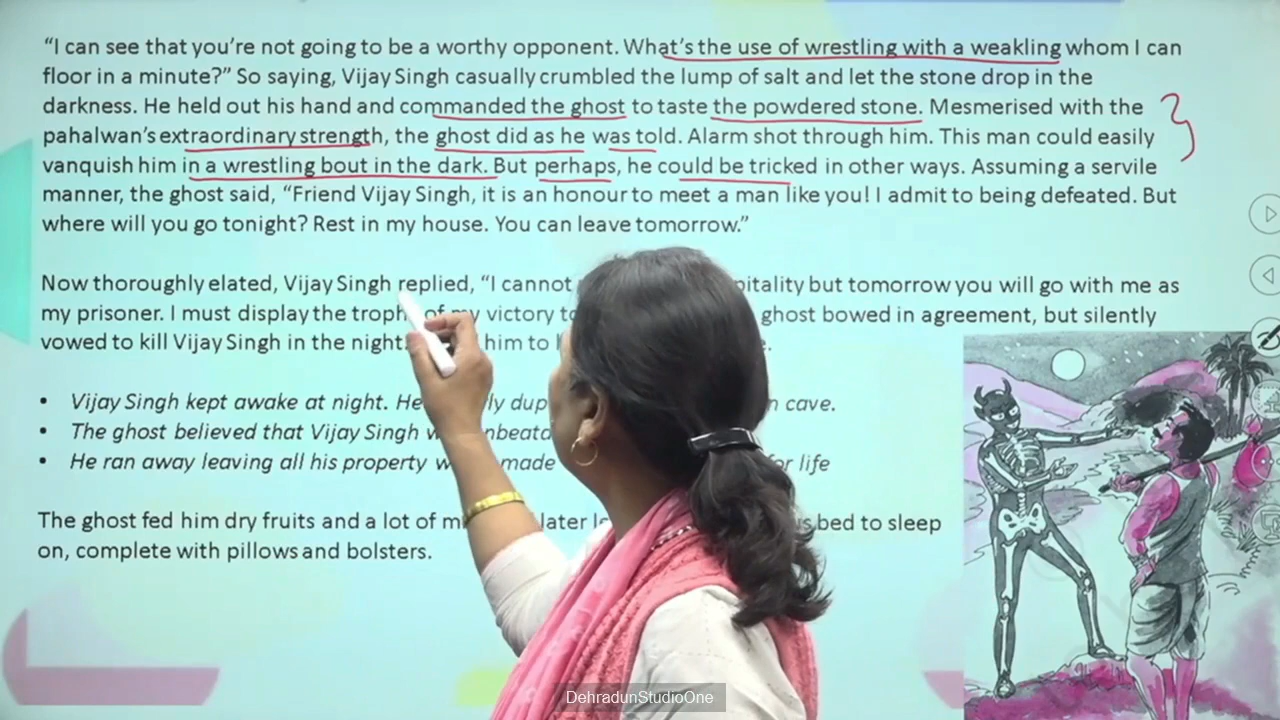 “I can see that you’re not going to be a worthy opponent. What’s the use of wrestling with a weakling whom I can
floor in a minute?” So saying, Vijay Singh casually crumbled the lump of salt and let the stone drop in the
darkness. He held out his hand and commanded the ghost to taste the powdered stone. Mesmerised with the
pahalwan’s extraordinary strength, the ghost did as he was told. Alarm shot through him. This man could easily
vanquish him in a wrestling bout in the dark. But perhaps, he could be tricked in other ways. Assuming a servile
manner, the ghost said, “Friend Vijay Singh, it is an honour to meet a man like you! I admit to being defeated. But
where will you go tonight? Rest in my house. You can leave tomorrow.”
Now thoroughly elated, Vijay Singh replied, “I cannot but tomorrow you will go with me as
my prisoner. I must display the of my victory ghost bowed in agreement, but silently
vowed to kill Vijay Singh in the night. him to
• Vijay Singh kept awake at night. He cave.
• The ghost believed that Vijay Singh
• He ran away leaving all his property made for life
The ghost fed him dry fruits and a lot of later bed to sleep
on, complete with pillows and bolsters.
DehradunStudioOne